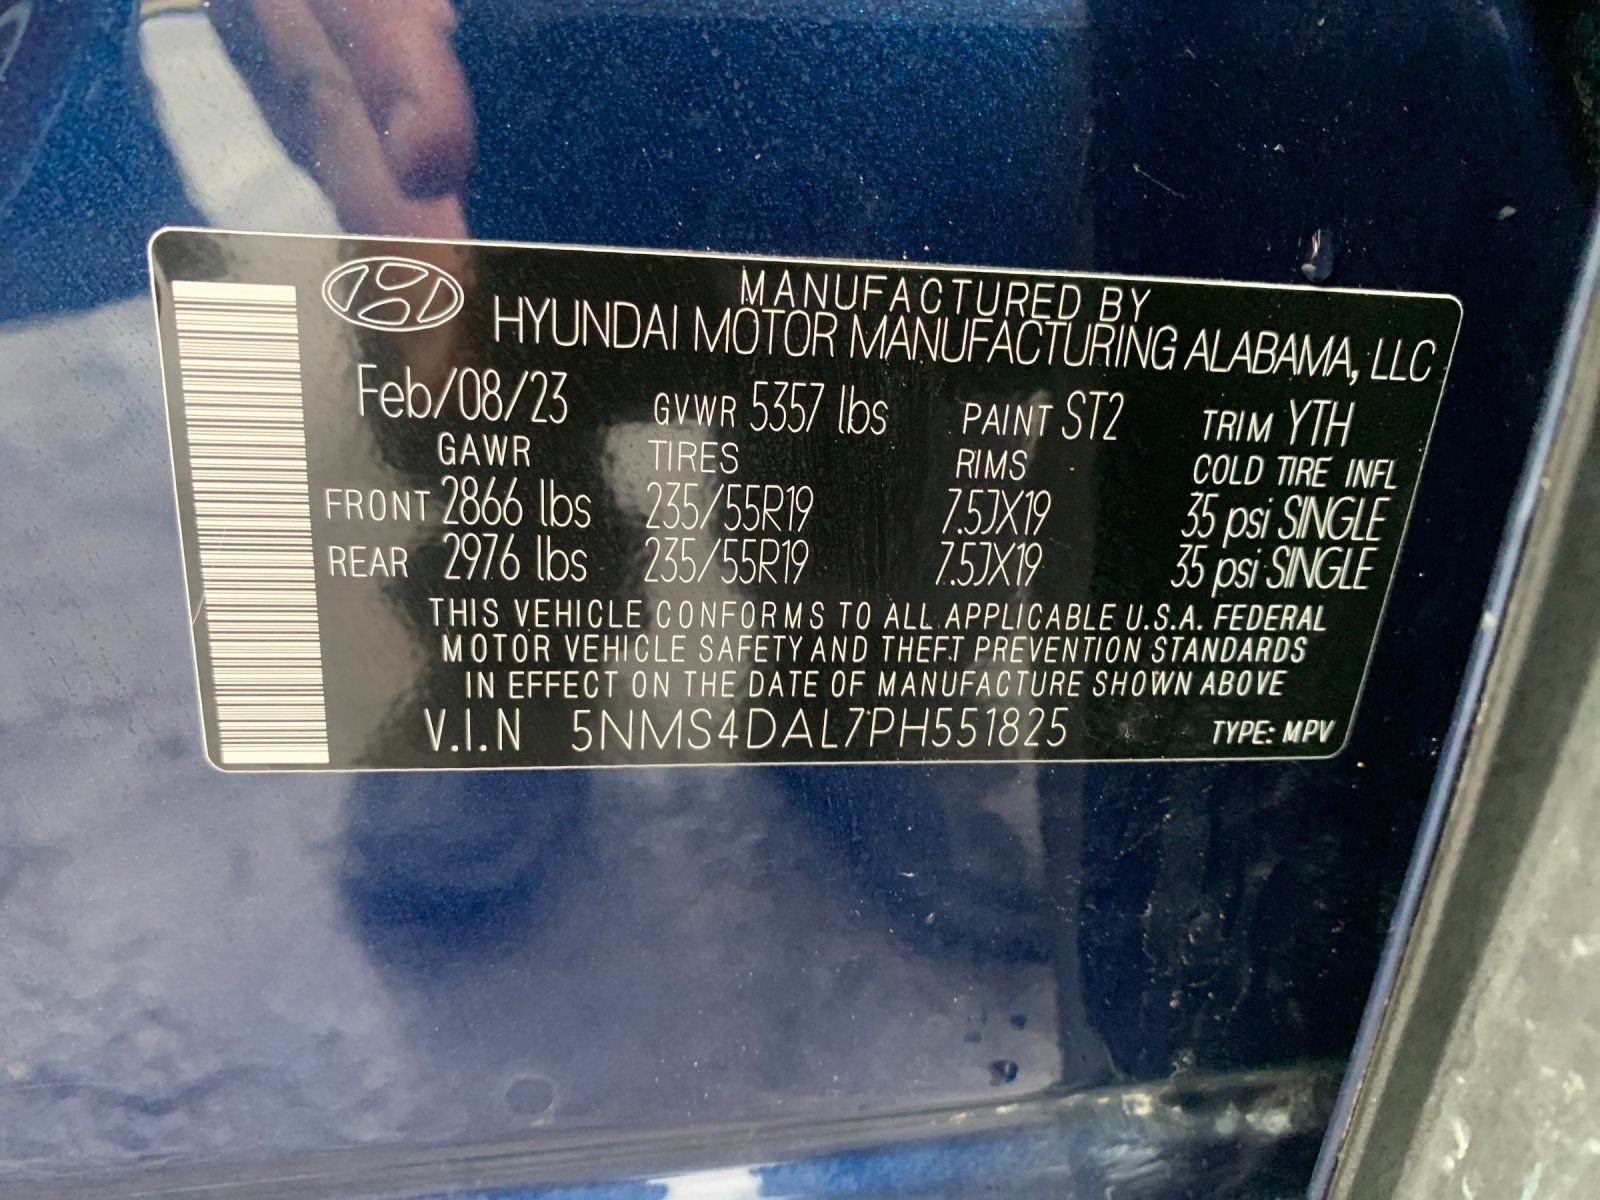 MANUFACTURED BY
HYUNDAI MOTOR MANUFACTURING ALABAMA, LLC
Feb/08/23 GVWR 5357 lbs PAINT ST2 TRIM YTH
GAWR TIRES RIMS COLD TIRE INFL
FRONT 2866 lbs 235/55R19 7.5JX19 35 psi SINGLE
REAR 2976 lbs 235/55R19 7.5JX19 35 psi SINGLE
THIS VEHICLE CONFORMS TO ALL APPLICABLE U.S.A. FEDERAL
MOTOR VEHICLE SAFETY AND THEFT PREVENTION STANDARDS
IN EFFECT ON THE DATE OF MANUFACTURE SHOWN ABOVE
V.I.N 5NMS4DAL7PH551825 TYPE: MPV